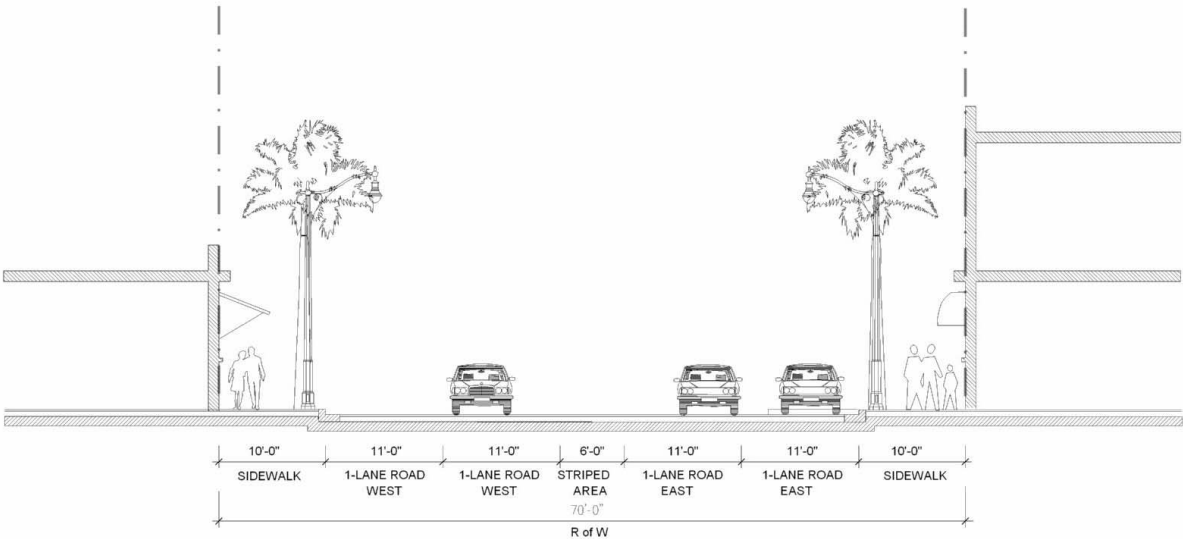 10'-0" 11'-0" 11'-0" 6'-0" 11'-0" 11'-0" 10'-0"
SIDEWALK 1-LANE ROAD 1-LANE ROAD STRIPED 1-LANE ROAD 1-LANE ROAD SIDEWALK
WEST WEST AREA EAST EAST
70'-0"
R of W